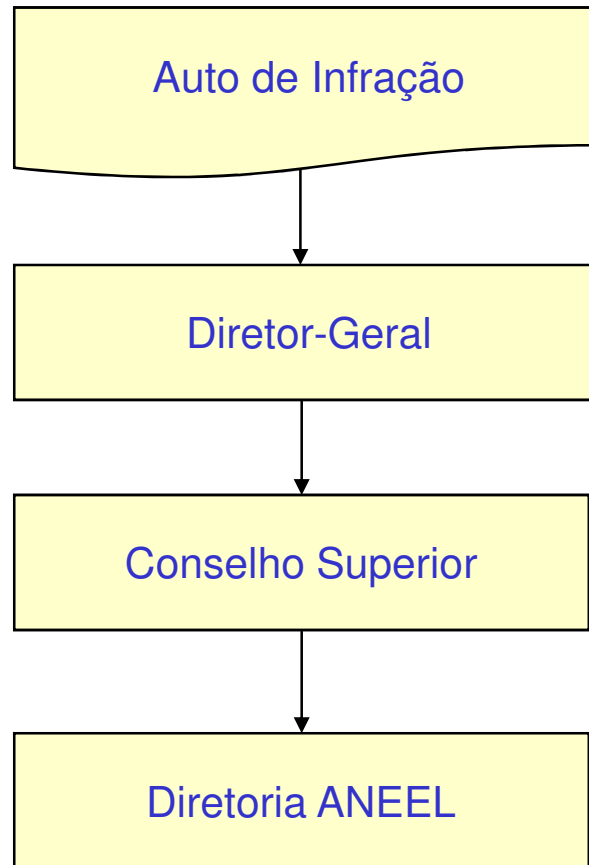 Auto de Infração
Diretor-Geral
Conselho Superior
Diretoria ANEEL